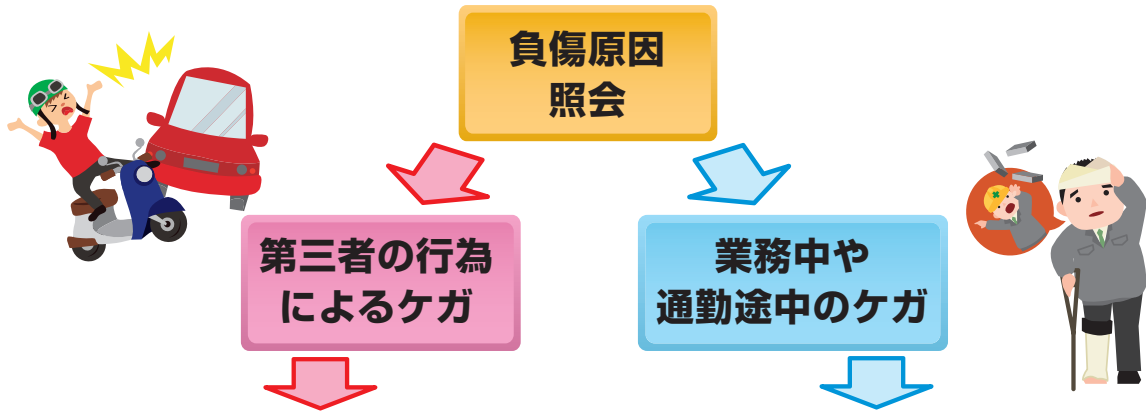 負傷原因
照会
第三者の行為
によるケガ
業務中や
通勤途中のケガ